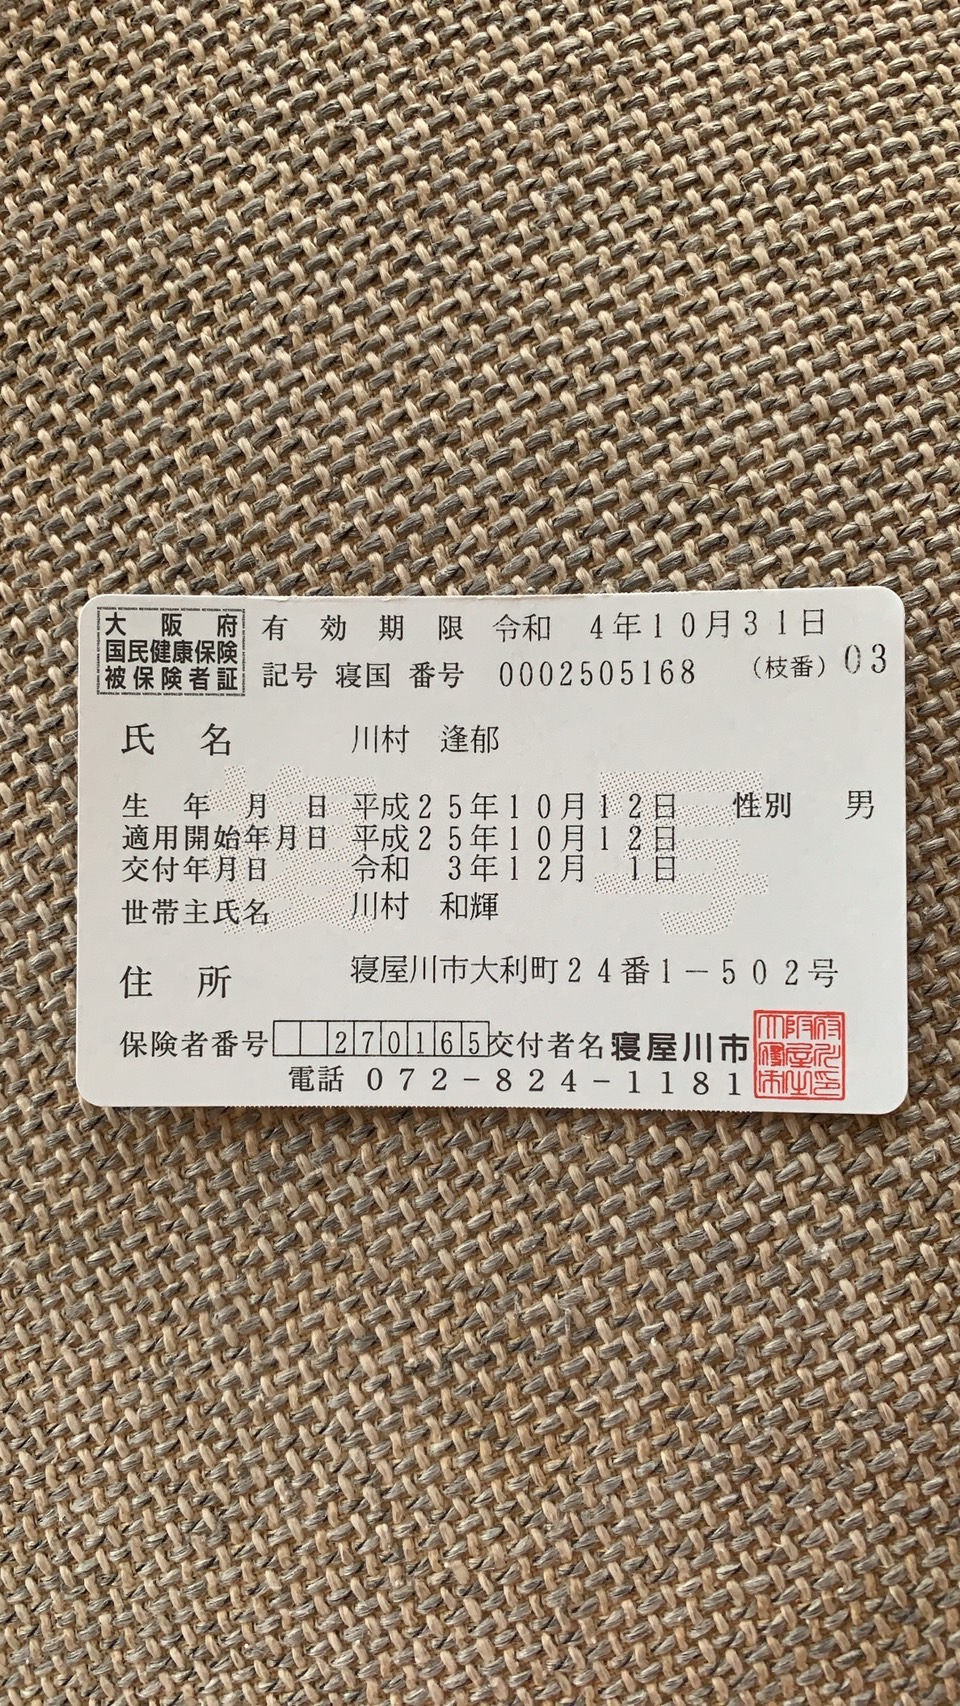 大阪府
国民健康保険
被保険者証
有効期限 令和 4年10月31日
記号 寝国 番号 0002505168 (枝番) 03
氏名 川村 逢郁
生年月日 平成25年10月12日 性別 男
適用開始年月日 平成25年10月12日
交付年月日 令和 3年12月 1日
世帯主氏名 川村 和輝
住所 寝屋川市大利町24番1-502号
保険者番号 270165 交付者名 寝屋川市
電話 072-824-1181
複写